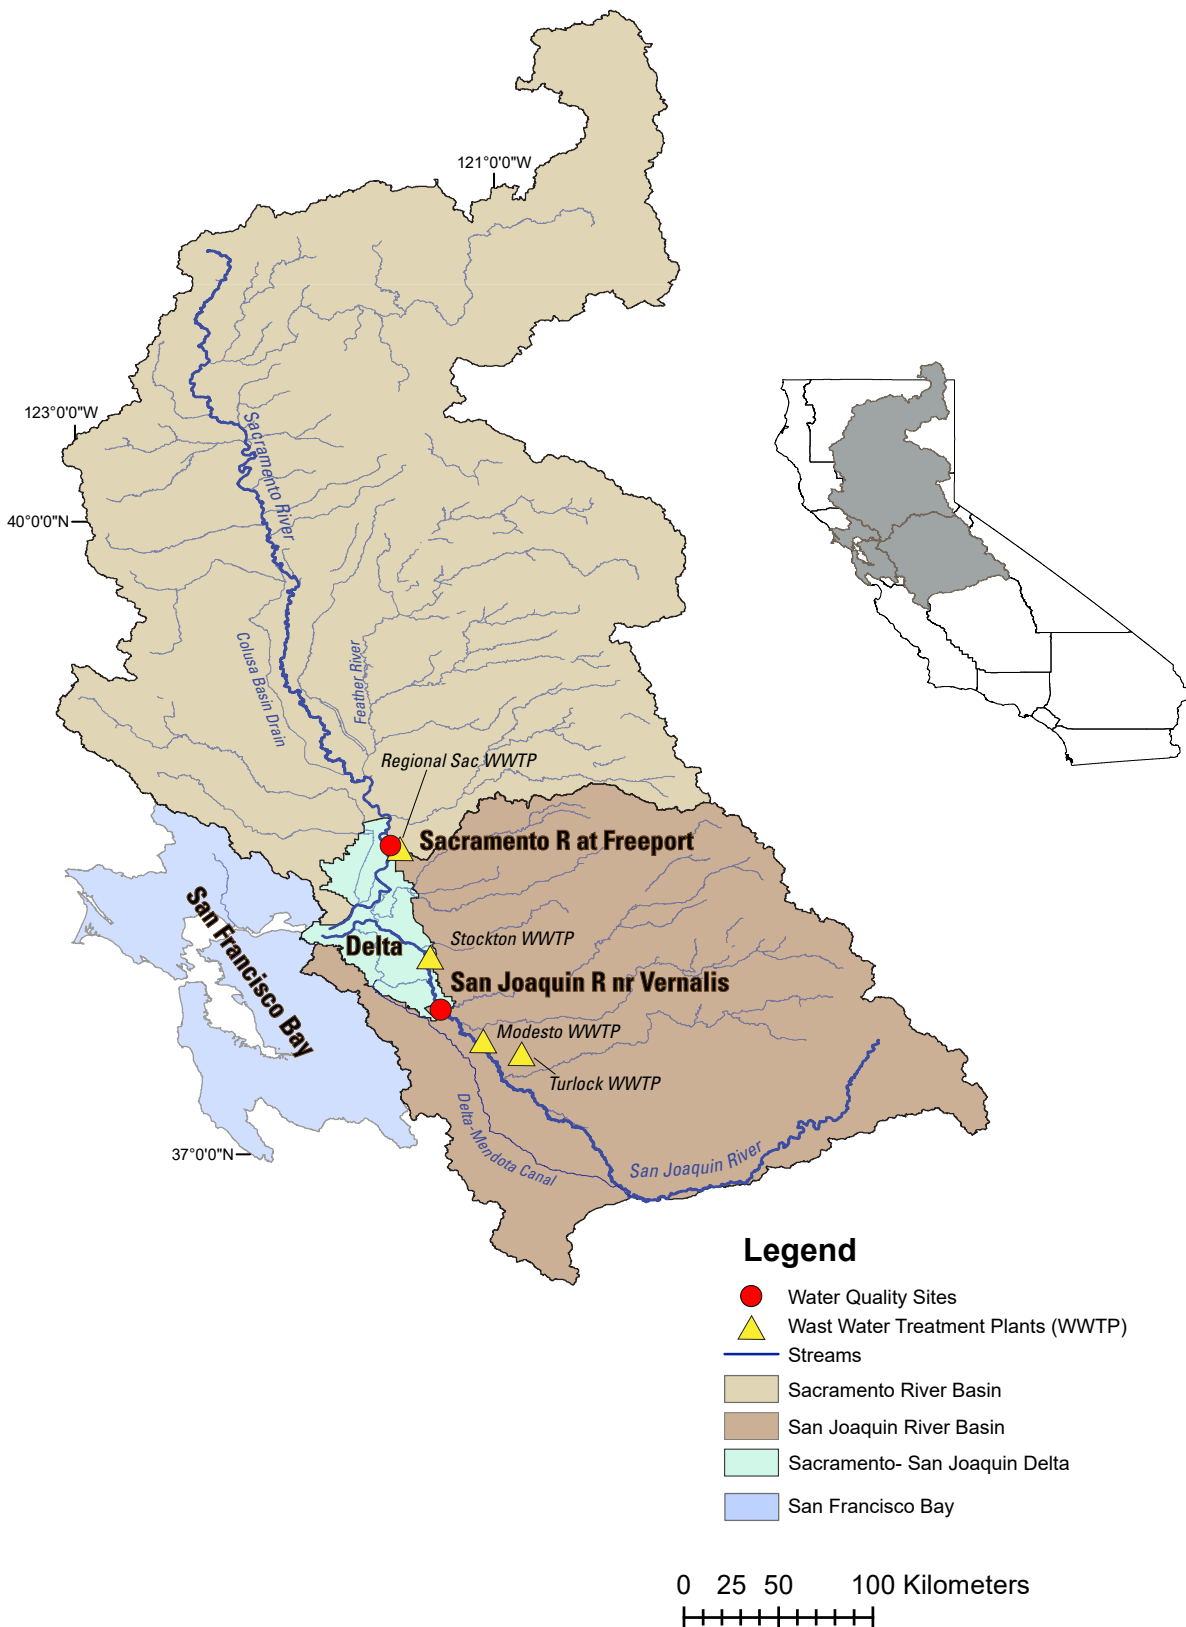 121°0'0"W
123°0'0"W
Sacramento River
40°0'0"N
Colusa Basin Drain
Feather River
Regional Sac WWTP
Sacramento R at Freeport
San Francisco Bay
Delta
Stockton WWTP
San Joaquin R nr Vernalis
Modesto WWTP
Turlock WWTP
Delta-Mendota Canal
San Joaquin River
37°0'0"N
Legend
Water Quality Sites
Wast Water Treatment Plants (WWTP)
Streams
Sacramento River Basin
San Joaquin River Basin
Sacramento- San Joaquin Delta
San Francisco Bay
0 25 50 100 Kilometers